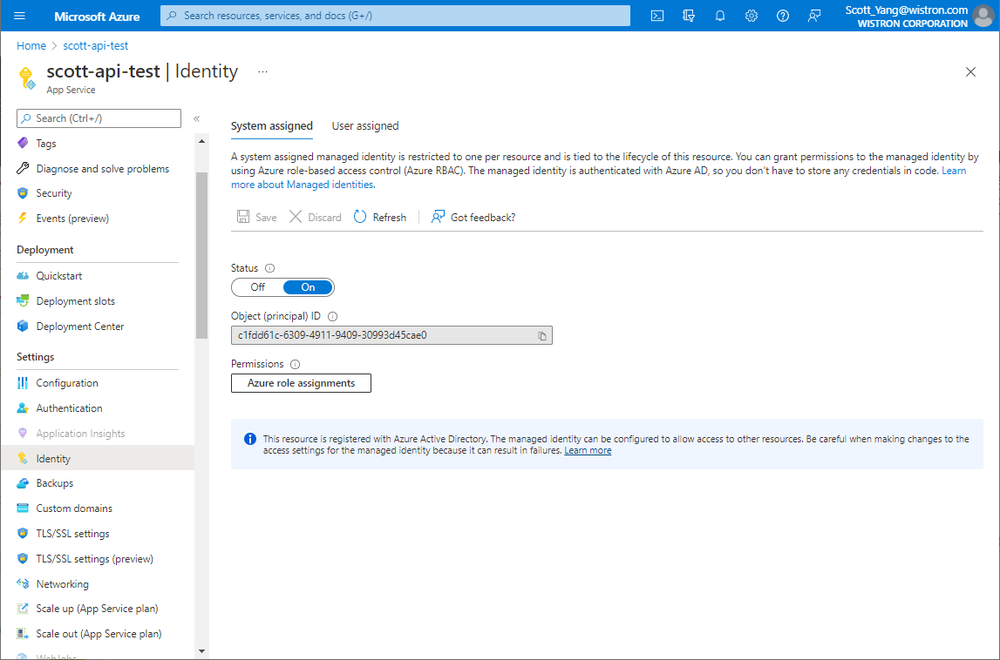 Microsoft Azure
Search resources, services, and docs (G+/)
Scott_Yang@wistron.com
WISTRON CORPORATION
Home > scott-api-test
scott-api-test | Identity ...
App Service
Search (Ctrl+/)
«
Tags
Diagnose and solve problems
Security
Events (preview)
Deployment
Quickstart
Deployment slots
Deployment Center
Settings
Configuration
Authentication
Application Insights
Identity
Backups
Custom domains
TLS/SSL settings
TLS/SSL settings (preview)
Networking
Scale up (App Service plan)
Scale out (App Service plan)
WebJobs
System assigned User assigned
A system assigned managed identity is restricted to one per resource and is tied to the lifecycle of this resource. You can grant permissions to the managed identity by
using Azure role-based access control (Azure RBAC). The managed identity is authenticated with Azure AD, so you don't have to store any credentials in code. Learn
more about Managed identities.
Save Discard Refresh Got feedback?
Status
Off On
Object (principal) ID
c1fdd61c-6309-4911-9409-30993d45cae0
Permissions
Azure role assignments
This resource is registered with Azure Active Directory. The managed identity can be configured to allow access to other resources. Be careful when making changes to the
access settings for the managed identity because it can result in failures. Learn more